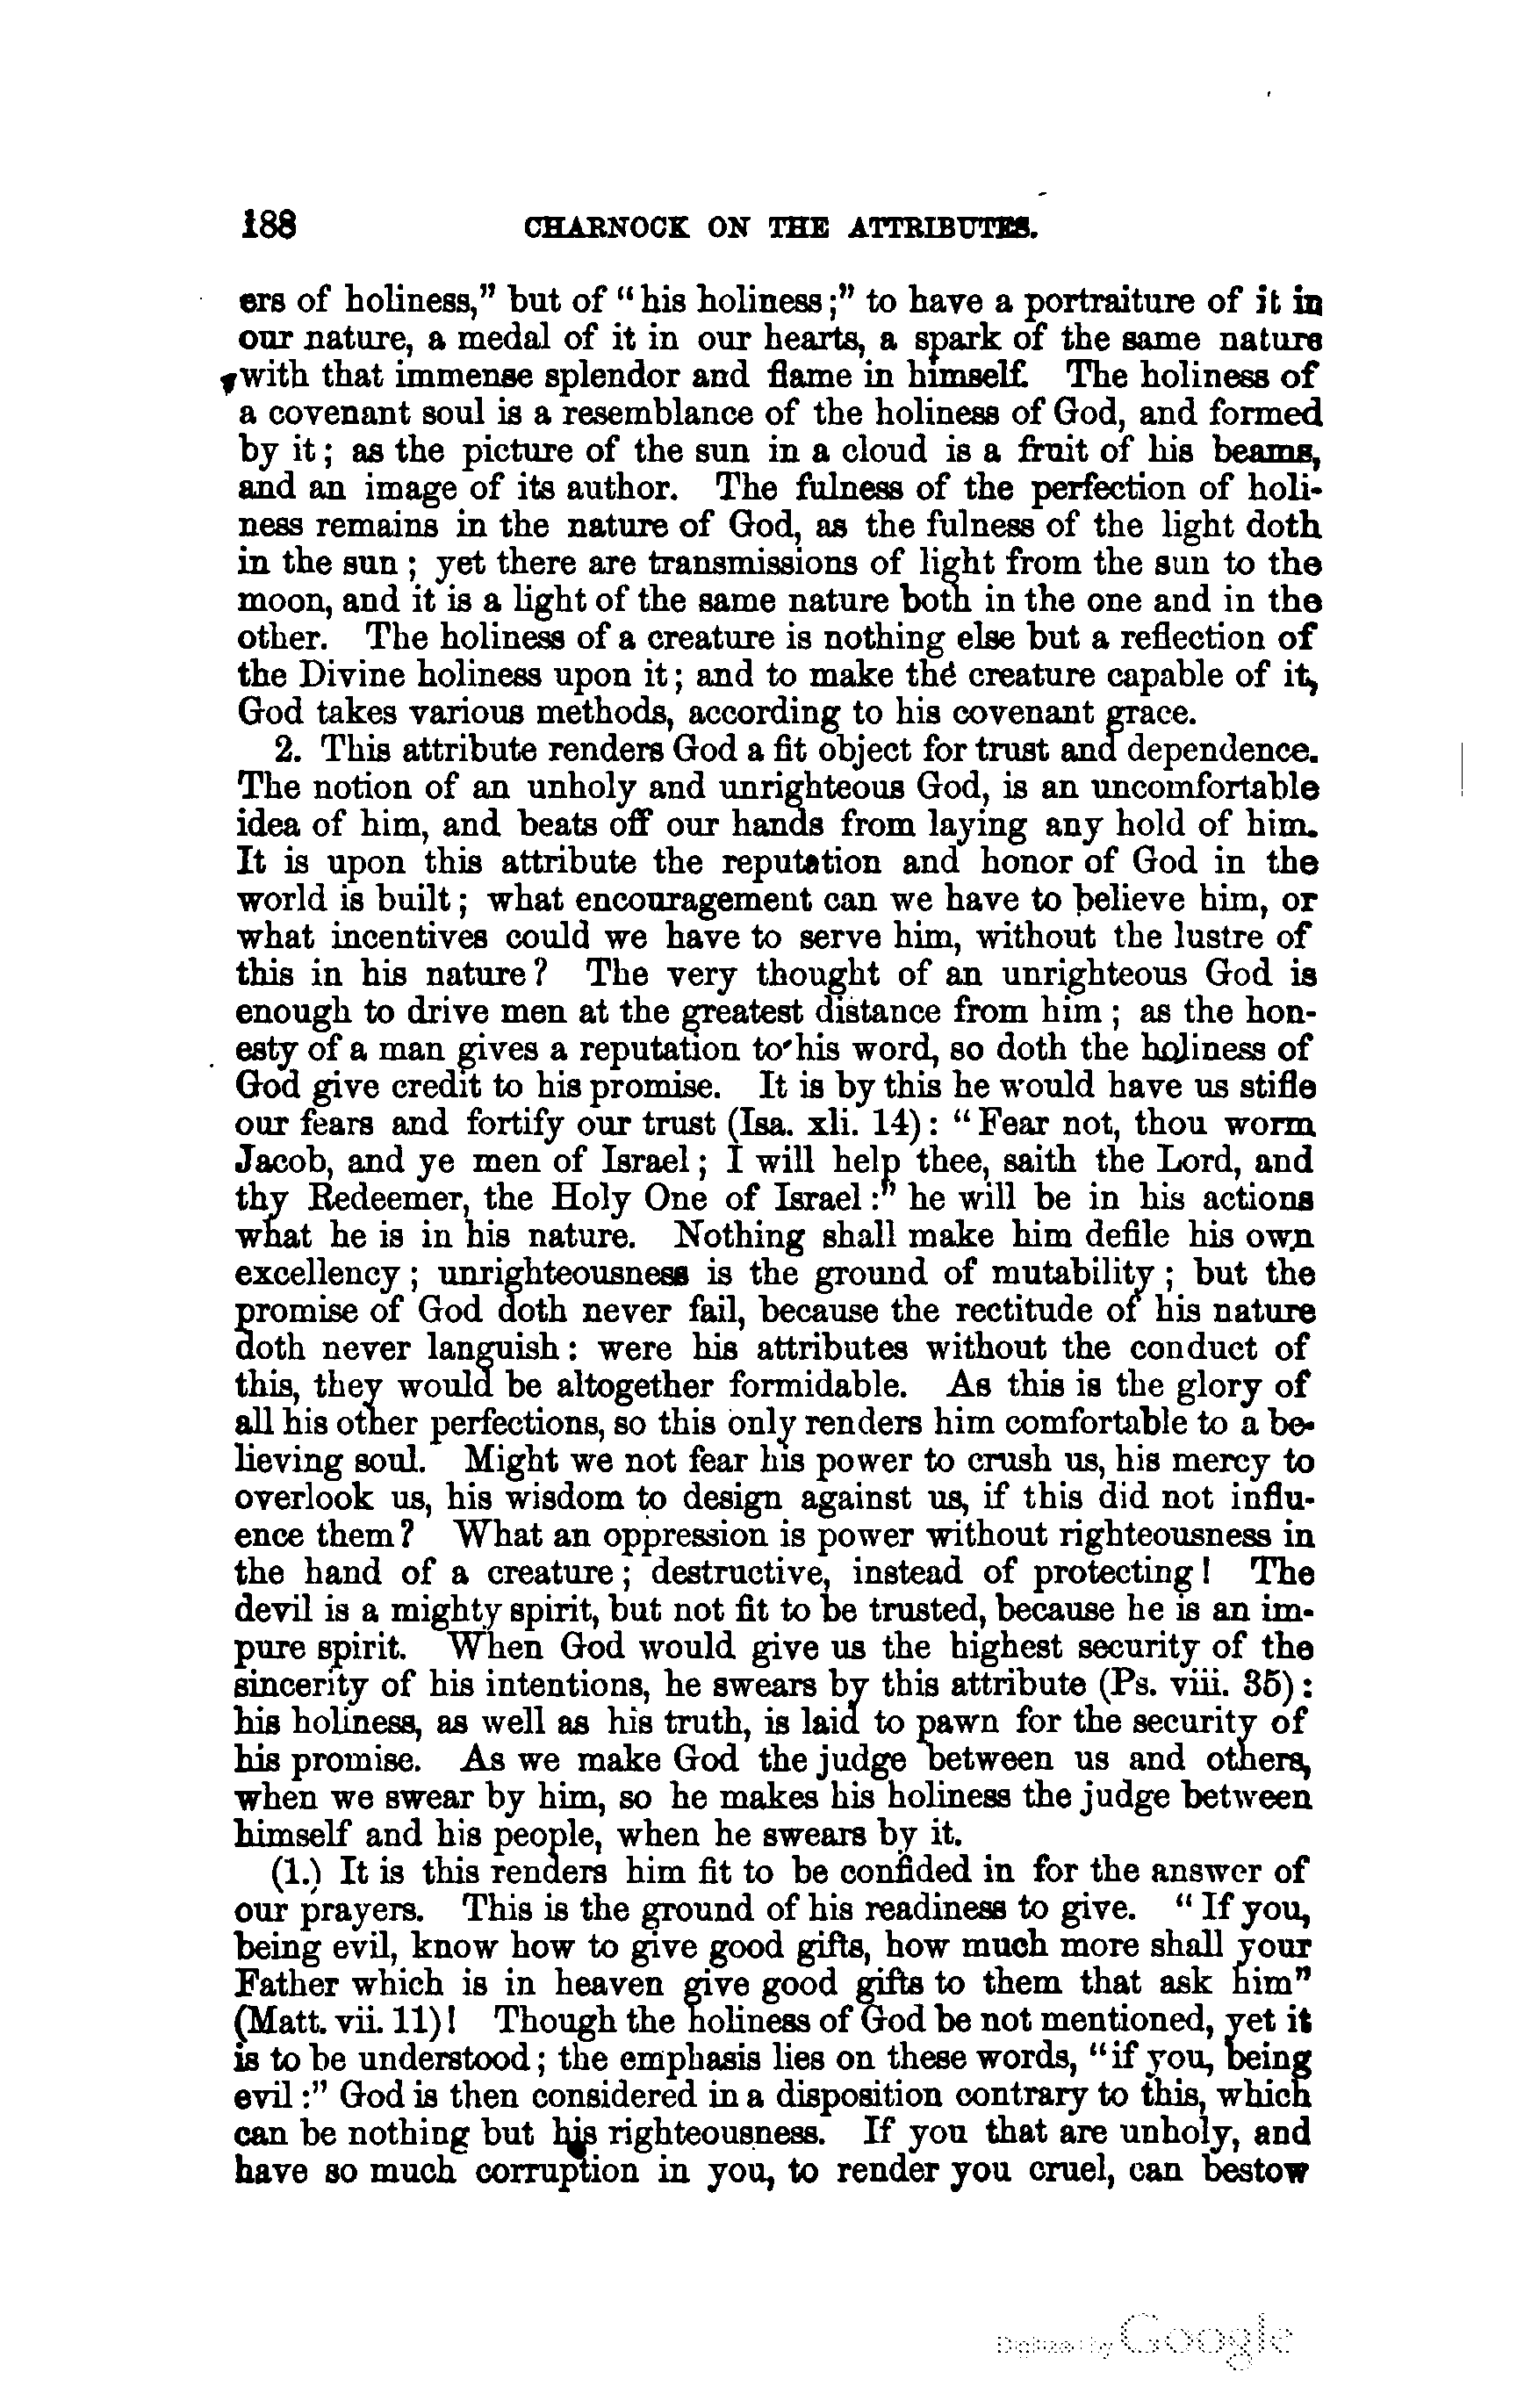 188 CHARNOCK ON THE ATTRIBUTES.
ers of holiness,” but of “his holiness;” to have a portraiture of it in
our nature, a medal of it in our hearts, a spark of the same nature
with that immense splendor and flame in himself. The holiness of
a covenant soul is a resemblance of the holiness of God, and formed
by it; as the picture of the sun in a cloud is a fruit of his beams,
and an image of its author. The fulness of the perfection of holi-
ness remains in the nature of God, as the fulness of the light doth
in the sun; yet there are transmissions of light from the sun to the
moon, and it is a light of the same nature both in the one and in the
other. The holiness of a creature is nothing else but a reflection of
the Divine holiness upon it; and to make the creature capable of it,
God takes various methods, according to his covenant grace.
2. This attribute renders God a fit object for trust and dependence.
The notion of an unholy and unrighteous God, is an uncomfortable
idea of him, and beats off our hands from laying any hold of him.
It is upon this attribute the reputation and honor of God in the
world is built; what encouragement can we have to believe him, or
what incentives could we have to serve him, without the lustre of
this in his nature? The very thought of an unrighteous God is
enough to drive men at the greatest distance from him; as the hon-
esty of a man gives a reputation to his word, so doth the holiness of
God give credit to his promise. It is by this he would have us stifle
our fears and fortify our trust (Isa. xli. 14): “Fear not, thou worm
Jacob, and ye men of Israel; I will help thee, saith the Lord, and
thy Redeemer, the Holy One of Israel:” he will be in his actions
what he is in his nature. Nothing shall make him defile his own
excellency; unrighteousness is the ground of mutability; but the
promise of God doth never fail, because the rectitude of his nature
doth never languish: were his attributes without the conduct of
this, they would be altogether formidable. As this is the glory of
all his other perfections, so this only renders him comfortable to a be-
lieving soul. Might we not fear his power to crush us, his mercy to
overlook us, his wisdom to design against us, if this did not influ-
ence them? What an oppression is power without righteousness in
the hand of a creature; destructive, instead of protecting! The
devil is a mighty spirit, but not fit to be trusted, because he is an im-
pure spirit. When God would give us the highest security of the
sincerity of his intentions, he swears by this attribute (Ps. viii. 35):
his holiness, as well as his truth, is laid to pawn for the security of
his promise. As we make God the judge between us and others,
when we swear by him, so he makes his holiness the judge between
himself and his people, when he swears by it.
(1.) It is this renders him fit to be confided in for the answer of
our prayers. This is the ground of his readiness to give. “If you,
being evil, know how to give good gifts, how much more shall your
Father which is in heaven give good gifts to them that ask him”
(Matt. vii. 11)! Though the holiness of God be not mentioned, yet it
is to be understood; the emphasis lies on these words, “if you, being
evil:” God is then considered in a disposition contrary to this, which
can be nothing but his righteousness. If you that are unholy, and
have so much corruption in you, to render you cruel, can bestow
Digitized by Google